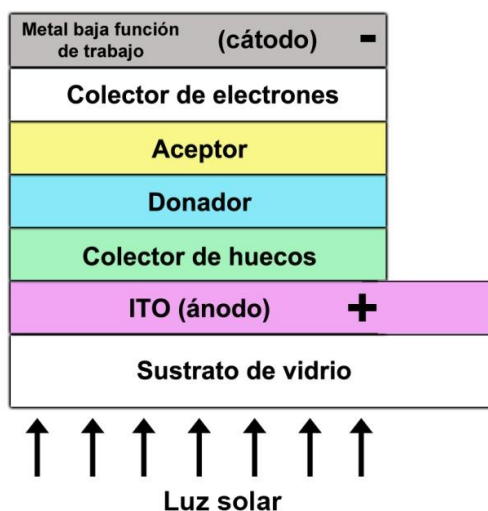 Metal baja función
de trabajo
(cátodo) -
Colector de electrones
Aceptor
Donador
Colector de huecos
ITO (ánodo) +
Sustrato de vidrio
Luz solar